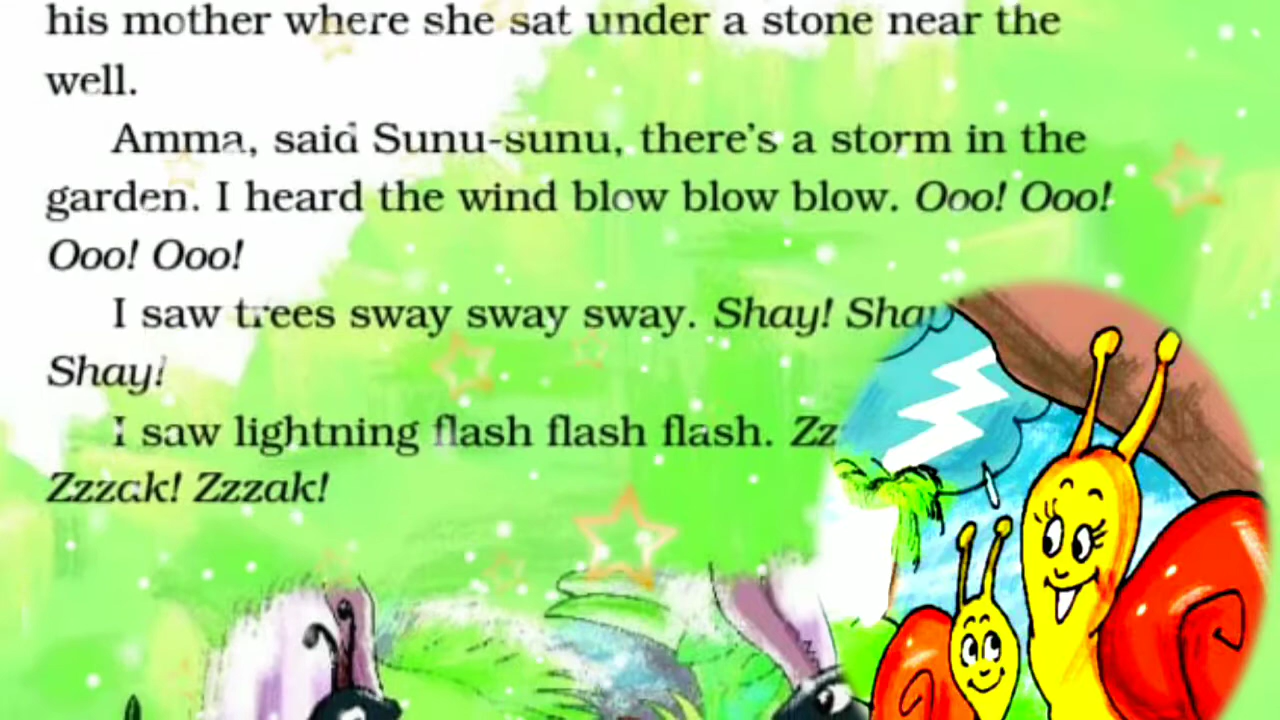 his mother where she sat under a stone near the
well.
Amma, said Sunu-sunu, there's a storm in the
garden. I heard the wind blow blow blow. Ooo! Ooo!
Ooo! Ooo!
I saw trees sway sway sway. Shay! Shay!
Shay!
I saw lightning flash flash flash.
Zzzak! Zzzak!